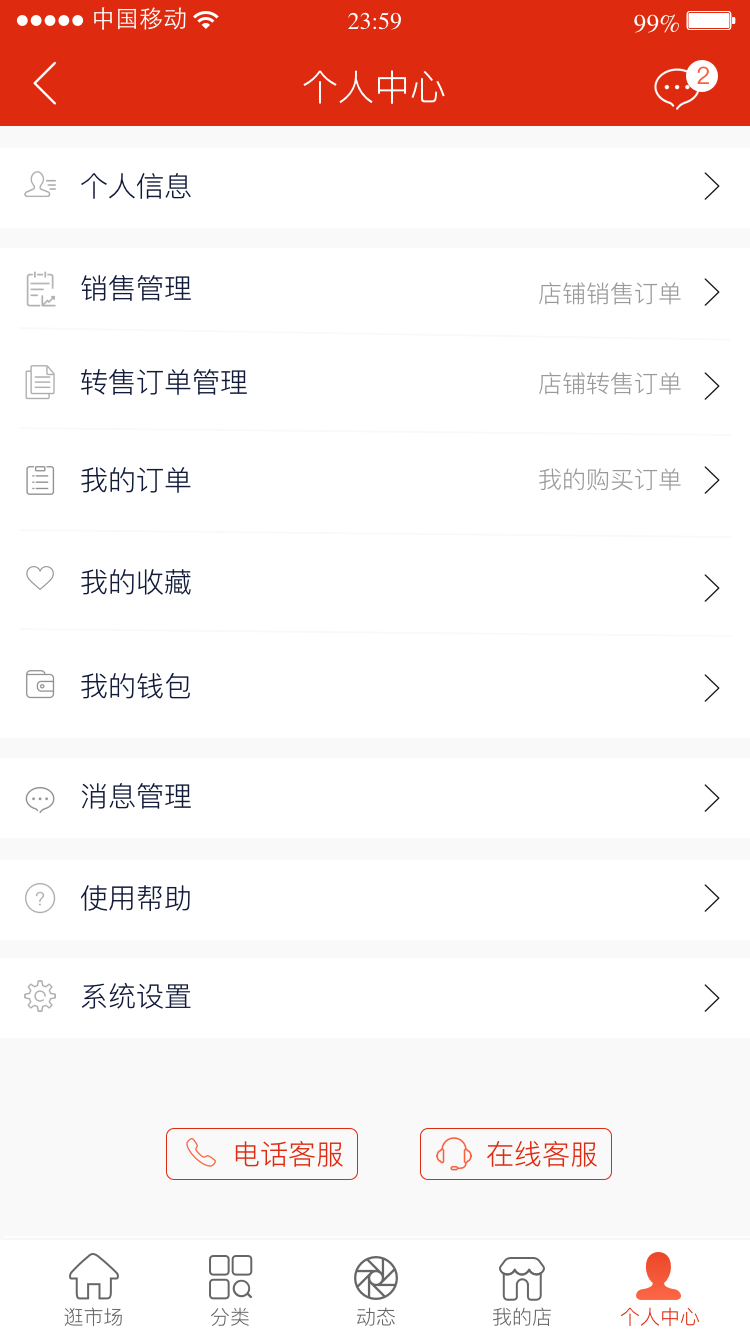 中国移动 23:59 99%
个人中心 2
个人信息
销售管理 店铺销售订单
转售订单管理 店铺转售订单
我的订单 我的购买订单
我的收藏
我的钱包
消息管理
? 使用帮助
系统设置
电话客服 在线客服
逛市场 分类 动态 我的店 个人中心